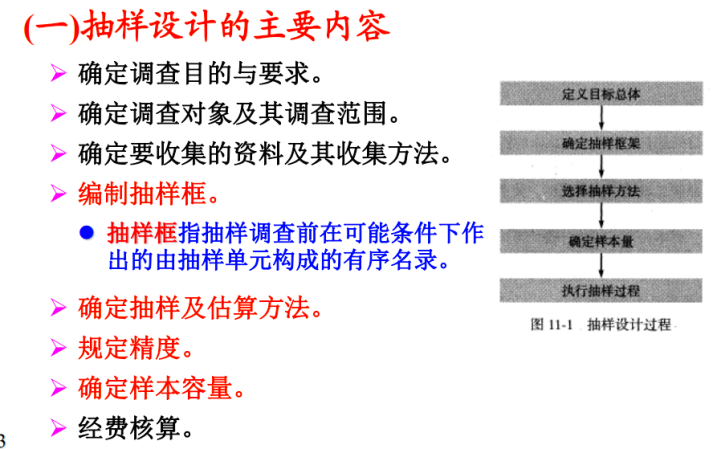 (一)抽样设计的主要内容
确定调查目的与要求。
确定调查对象及其调查范围。
确定要收集的资料及其收集方法。
编制抽样框。
抽样框指抽样调查前在可能条件下作
出的由抽样单元构成的有序名录。
确定抽样及估算方法。
规定精度。
确定样本容量。
经费核算。
3
定义目标总体
确定抽样框架
选择抽样方法
确定样本量
执行抽样过程
图 11-1 抽样设计过程